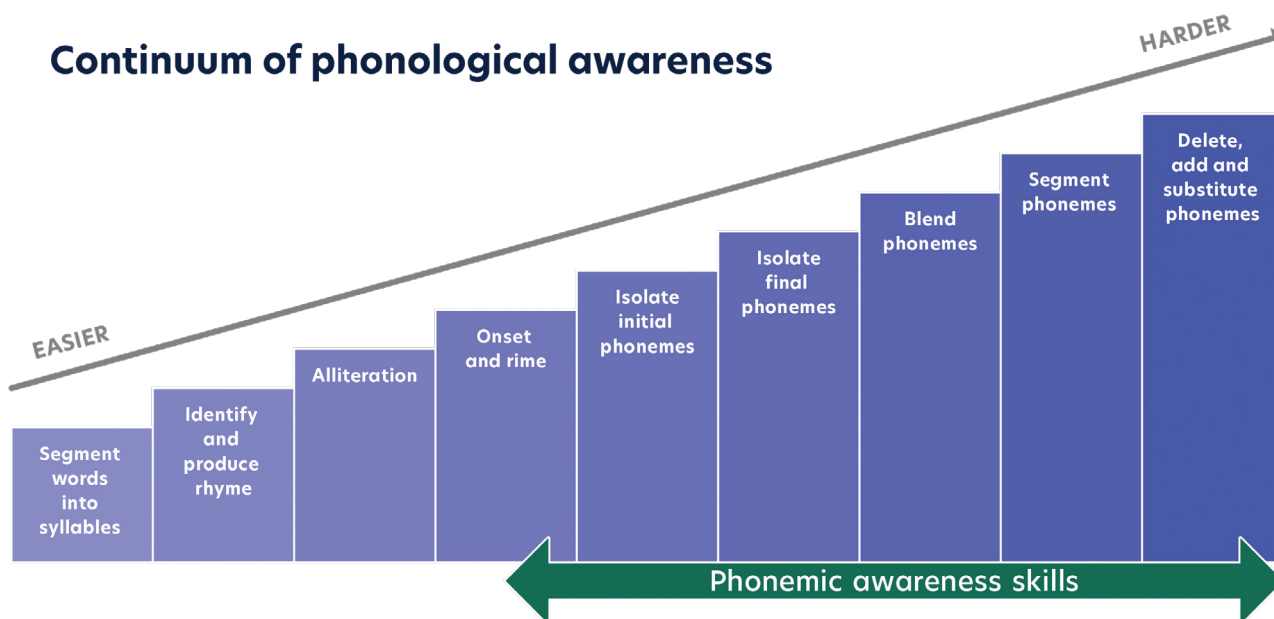 Continuum of phonological awareness
HARDER
EASIER
Segment
words
into
syllables
Identify
and
produce
rhyme
Alliteration
Onset
and rime
Isolate
initial
phonemes
Isolate
final
phonemes
Blend
phonemes
Segment
phonemes
Delete,
add and
substitute
phonemes
Phonemic awareness skills